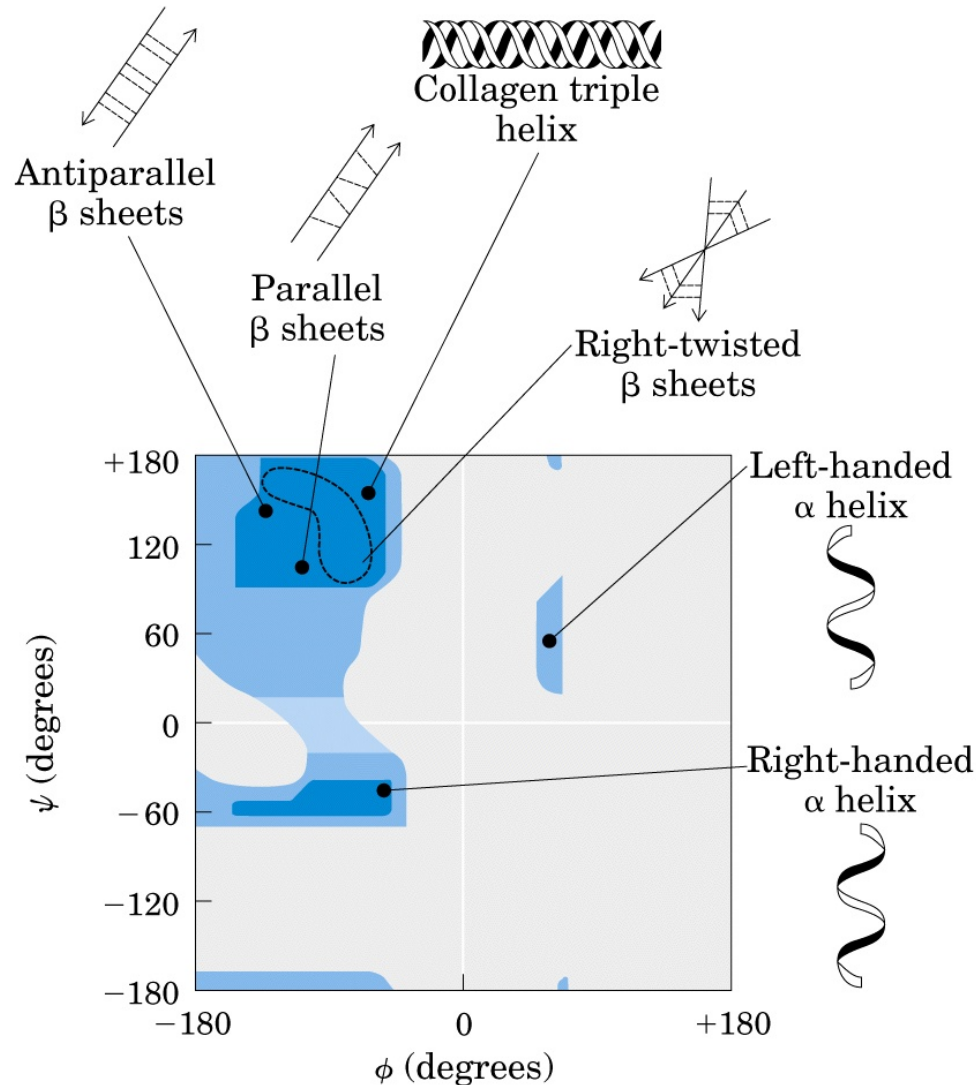 Collagen triple
helix
Antiparallel
β sheets
Parallel
β sheets
Right-twisted
β sheets
Left-handed
α helix
Right-handed
α helix
+180
120
60
0
−60
−120
−180
ψ (degrees)
−180
0
+180
ϕ (degrees)